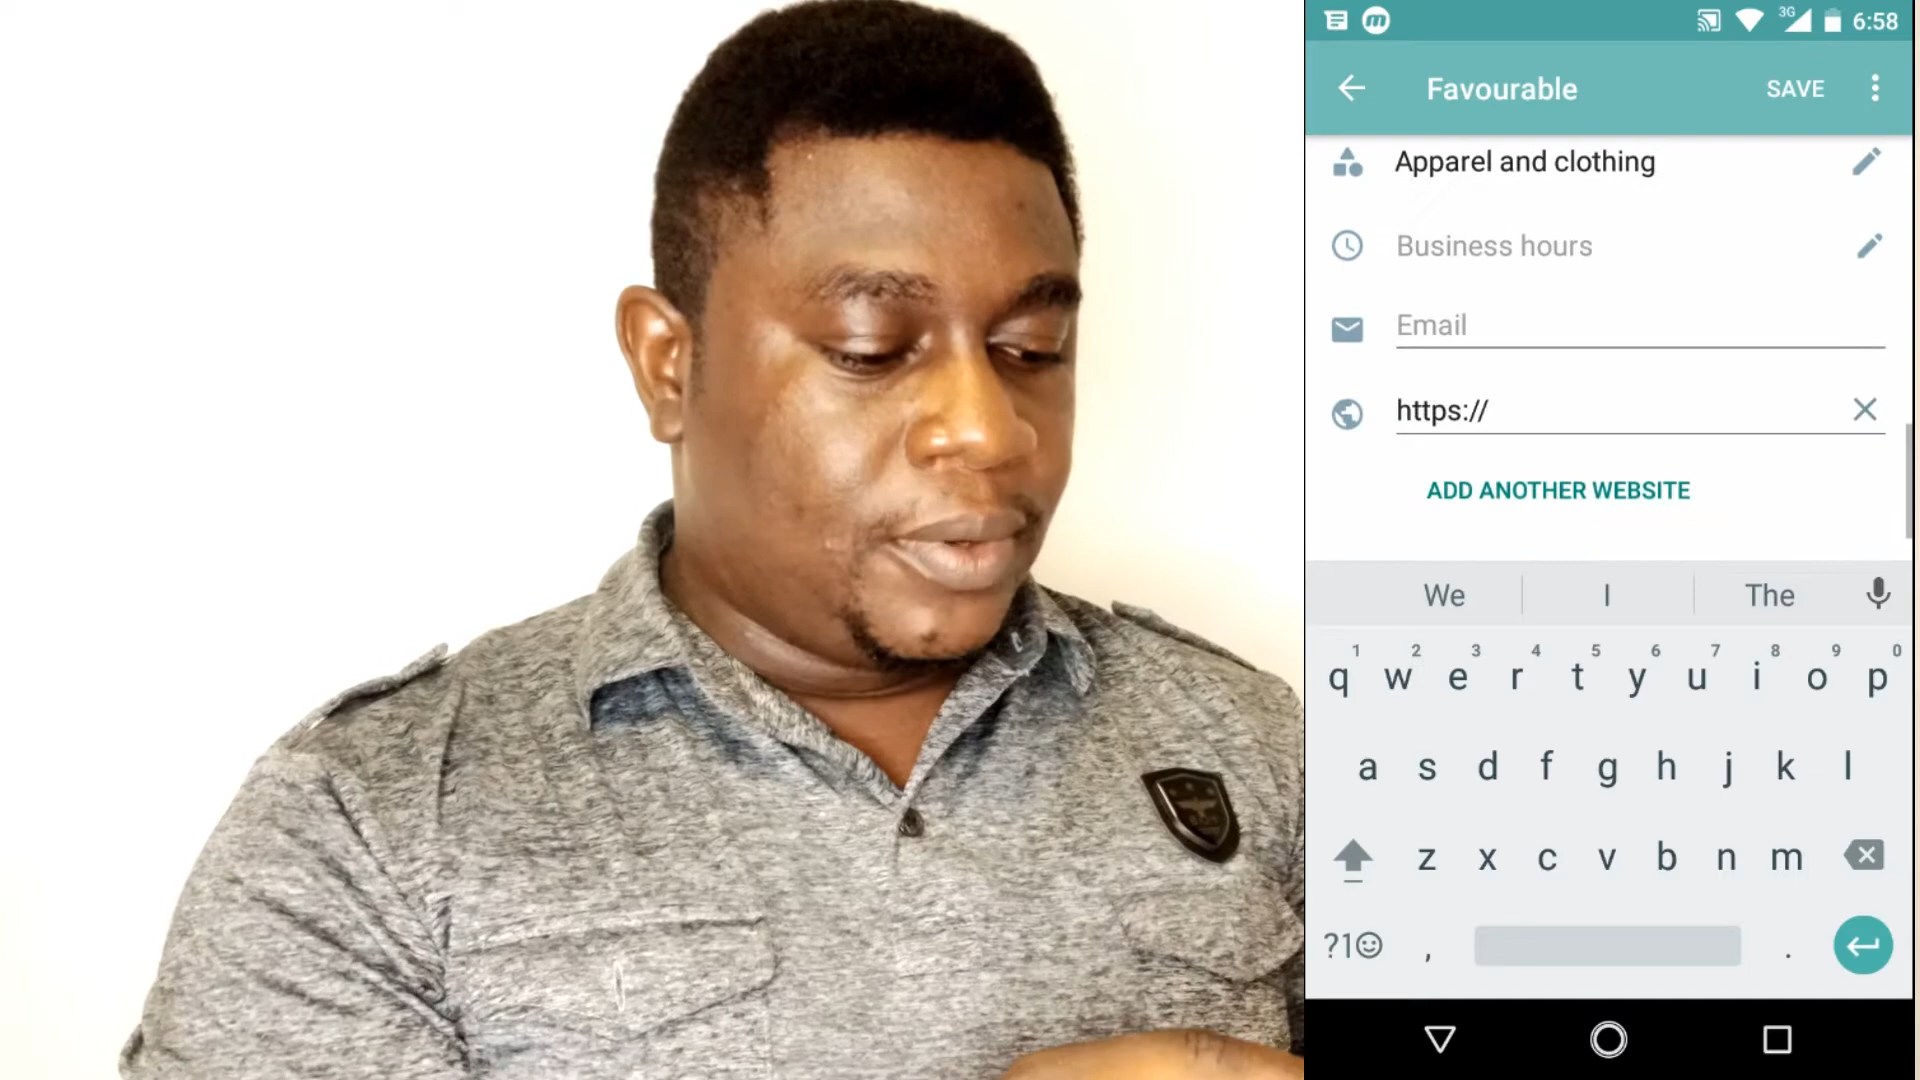 3G 6:58
Favourable SAVE
Apparel and clothing
Business hours
Email
https://
ADD ANOTHER WEBSITE
We I The
1 2 3 4 5 6 7 8 9 0
q w e r t y u i o p
a s d f g h j k l
z x c v b n m
?1☺ , .